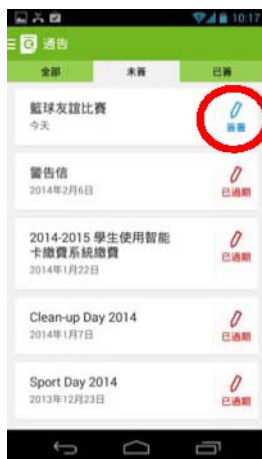 10:17
通告
全部 未簽 已簽
籃球友誼比賽
今天
簽署
警告信
2014年2月6日
已過期
2014-2015 學生使用智能
卡繳費系統繳費
2014年1月22日
已過期
Clean-up Day 2014
2014年1月7日
已過期
Sport Day 2014
2013年12月23日
已過期